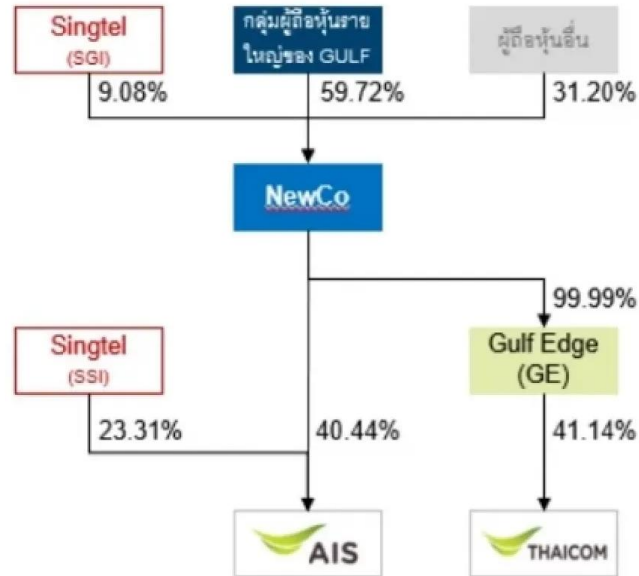 Singtel
(SGI)
กลุ่มผู้ถือหุ้นราย
ใหญ่ของ GULF
ผู้ถือหุ้นอื่น
9.08%
59.72%
31.20%
NewCo
99.99%
Singtel
(SSI)
Gulf Edge
(GE)
23.31%
40.44%
41.14%
AIS
THAICOM